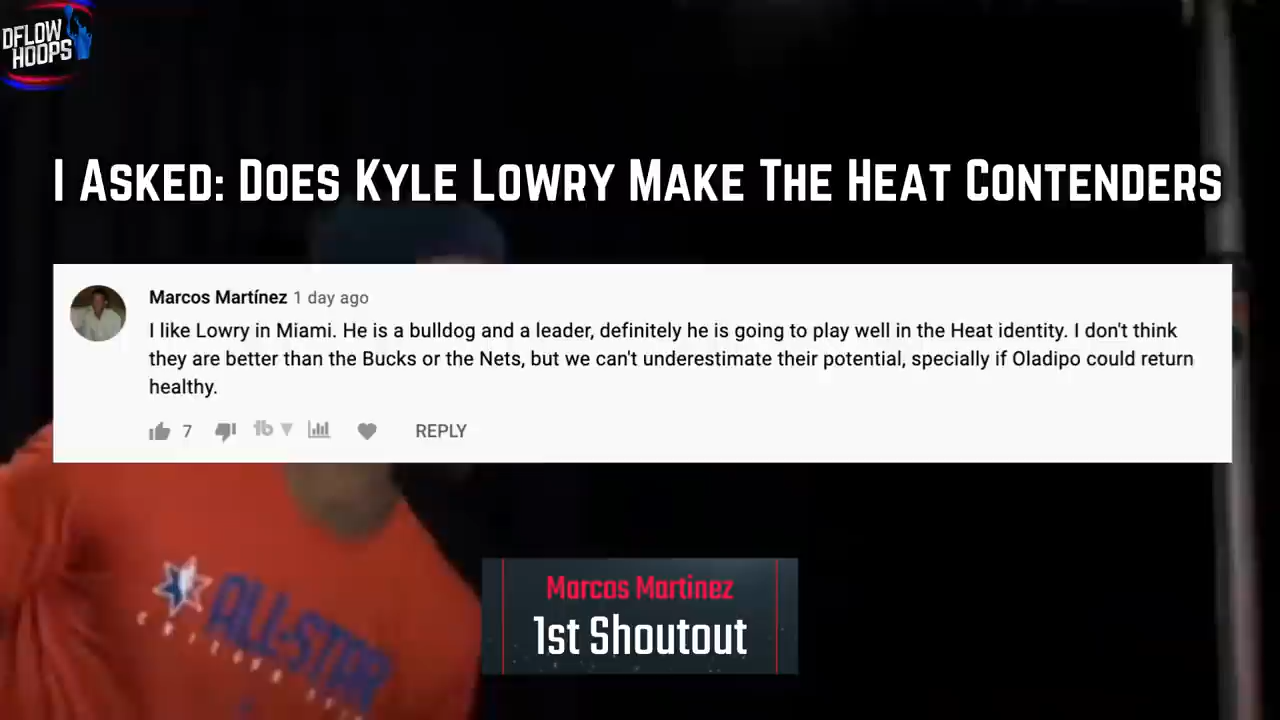 DFLOW
HOOPS
I ASKED: DOES KYLE LOWRY MAKE THE HEAT CONTENDERS
Marcos Martínez 1 day ago
I like Lowry in Miami. He is a bulldog and a leader, definitely he is going to play well in the Heat identity. I don't think
they are better than the Bucks or the Nets, but we can't underestimate their potential, specially if Oladipo could return
healthy.
7 REPLY
ALL-STAR
Marcos Martinez
1st Shoutout